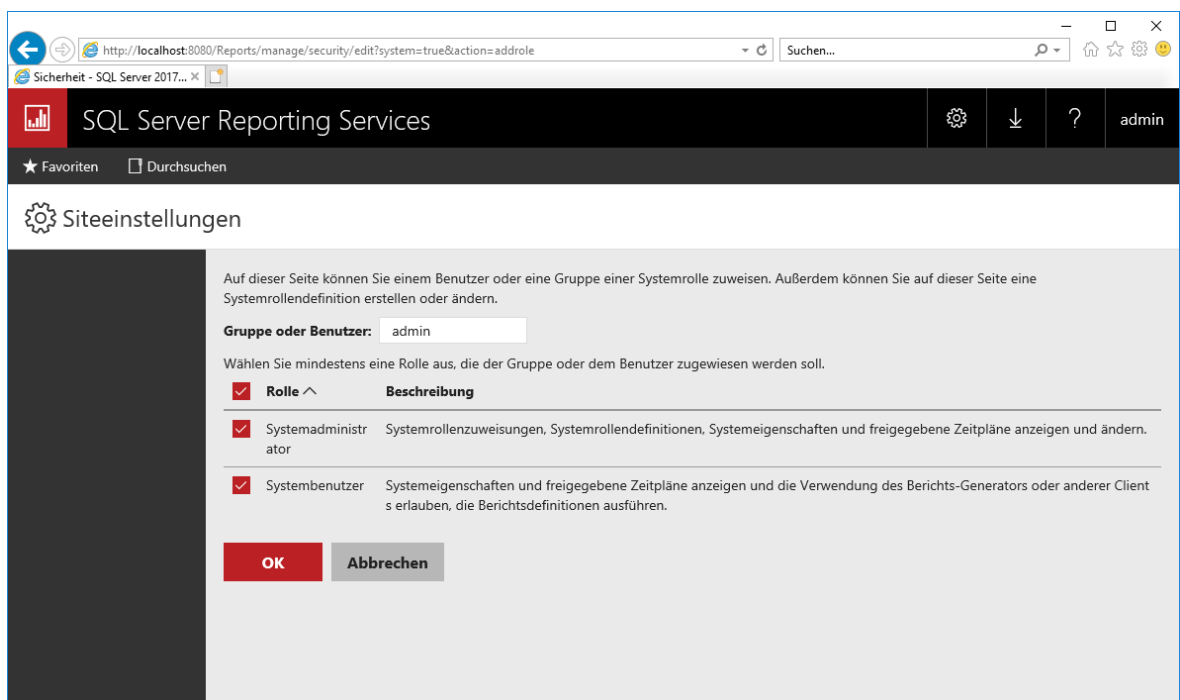 http://localhost:8080/Reports/manage/security/edit?system=true&action=addrole
Suchen...
Sicherheit - SQL Server 2017...
SQL Server Reporting Services
admin
Favoriten
Durchsuchen
Siteeinstellungen
Auf dieser Seite können Sie einem Benutzer oder eine Gruppe einer Systemrolle zuweisen. Außerdem können Sie auf dieser Seite eine
Systemrollendefinition erstellen oder ändern.
Gruppe oder Benutzer: admin
Wählen Sie mindestens eine Rolle aus, die der Gruppe oder dem Benutzer zugewiesen werden soll.
Rolle Beschreibung
Systemadministr Systemrollenzuweisungen, Systemrollendefinitionen, Systemeigenschaften und freigegebene Zeitpläne anzeigen und ändern.
ator
Systembenutzer Systemeigenschaften und freigegebene Zeitpläne anzeigen und die Verwendung des Berichts-Generators oder anderer Client
s erlauben, die Berichtsdefinitionen ausführen.
OK Abbrechen